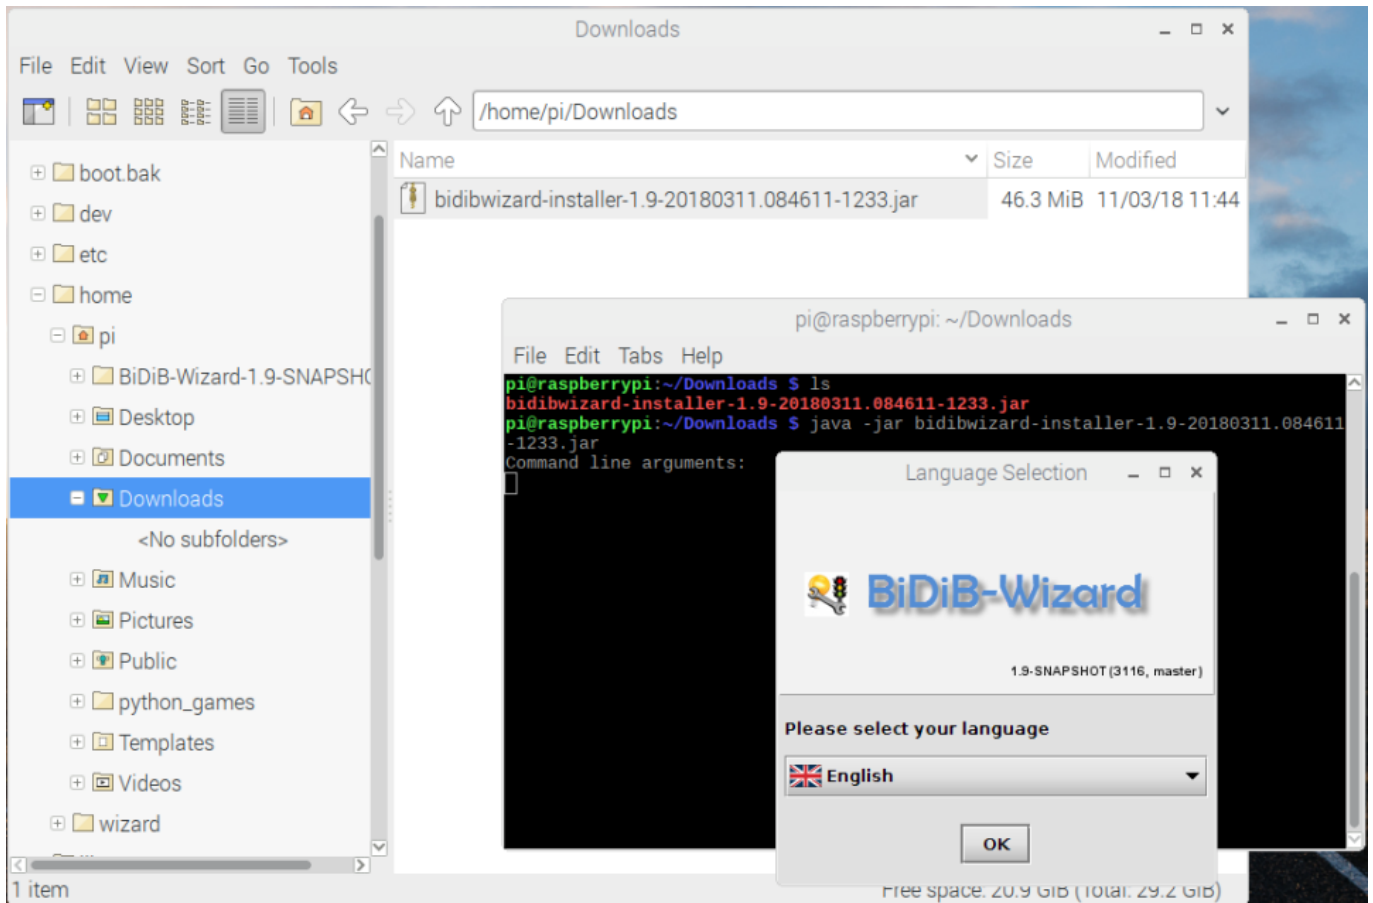 Downloads
File Edit View Sort Go Tools
/home/pi/Downloads
boot.bak
dev
etc
home
pi
BiDiB-Wizard-1.9-SNAPSH
Desktop
Documents
Downloads
<No subfolders>
Music
Pictures
Public
python_games
Templates
Videos
wizard
1 item
Name Size Modified
bidibwizard-installer-1.9-20180311.084611-1233.jar 46.3 MiB 11/03/18 11:44
Free space: 20.9 GiB (Total: 29.2 GiB)
pi@raspberrypi: ~/Downloads
File Edit Tabs Help
pi@raspberrypi:~/Downloads $ ls
bidibwizard-installer-1.9-20180311.084611-1233.jar
pi@raspberrypi:~/Downloads $ java -jar bidibwizard-installer-1.9-20180311.084611
-1233.jar
Command line arguments:
Language Selection
BiDiB-Wizard
1.9-SNAPSHOT (3116, master)
Please select your language
English
OK